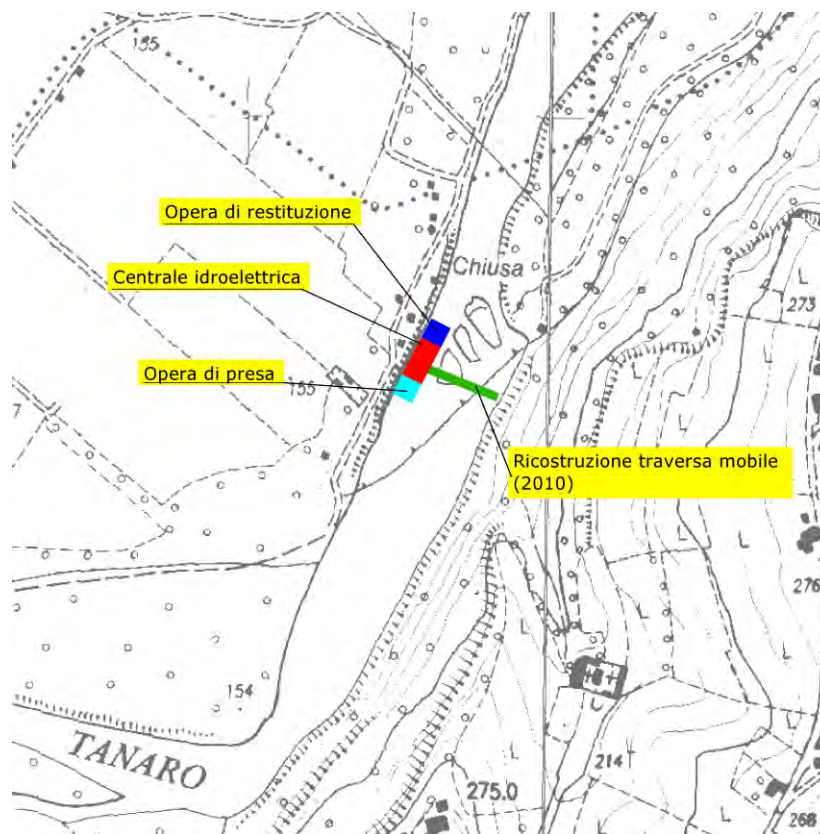 155
Opera di restituzione
Chiusa
Centrale idroelettrica
273
Opera di presa
155
Ricostruzione traversa mobile
(2010)
276
154
TANARO
214
275.0
268